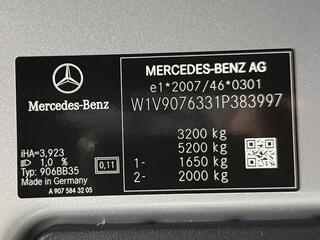 Mercedes-Benz
MERCEDES-BENZ AG
e1*2007/46*0301
W1V9076331P383997
3200 kg
5200 kg
1- 1650 kg
2- 2000 kg
iHA=3,923
1,0 %
Typ: 906BB35
Made in Germany
0,11
A 907 584 32 05